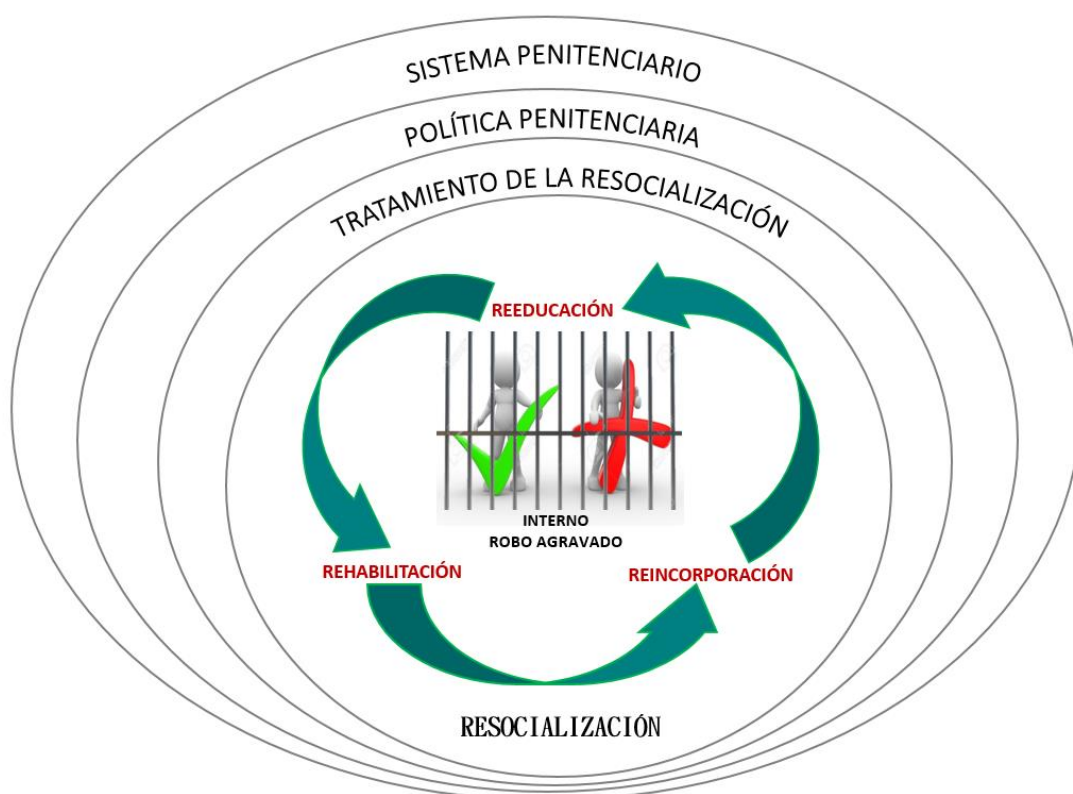 SISTEMA PENITENCIARIO
POLÍTICA PENITENCIARIA
TRATAMIENTO DE LA RESOCIALIZACIÓN
REEDUCACIÓN
INTERNO
ROBO AGRAVADO
REHABILITACIÓN
REINCORPORACIÓN
RESOCIALIZACIÓN